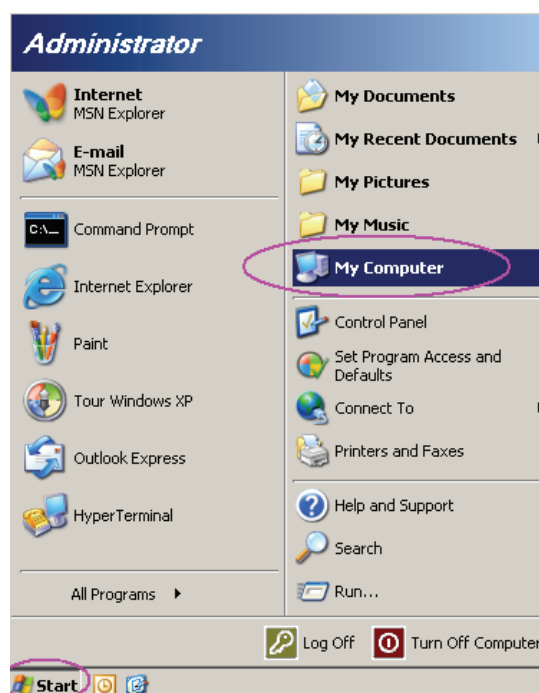 Administrator
Internet
MSN Explorer
E-mail
MSN Explorer
C:\_
Command Prompt
Internet Explorer
Paint
Tour Windows XP
Outlook Express
HyperTerminal
All Programs
My Documents
My Recent Documents
My Pictures
My Music
My Computer
Control Panel
Set Program Access and
Defaults
Connect To
Printers and Faxes
Help and Support
Search
Run...
Log Off
Turn Off Computer
Start